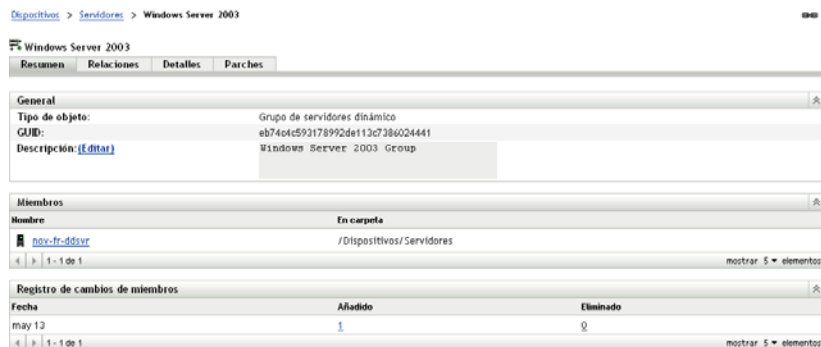 Dispositivos > Servidores > Windows Server 2003
Windows Server 2003
Resumen Relaciones Detalles Parches
General
Tipo de objeto: Grupo de servidores dinámico
GUID: eb74c4c593178992de113c7386024441
Descripción:(Editar) Windows Server 2003 Group
Miembros
Nombre En carpeta
nov-fr-ddsvr /Dispositivos/Servidores
1 - 1 de 1 mostrar 5 elementos
Registro de cambios de miembros
Fecha Añadido Eliminado
may 13 1 0
1 - 1 de 1 mostrar 5 elementos